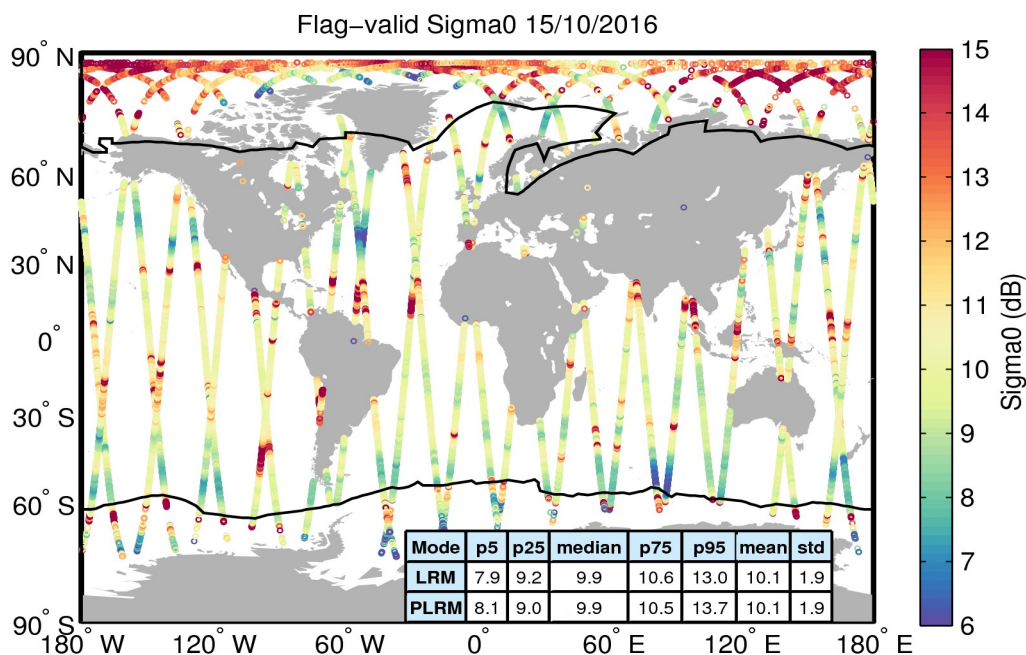 Flag-valid Sigma0 15/10/2016
90° N
60° N
30° N
0°
30° S
60° S
90° S
180° W
120° W
60° W
0°
60° E
120° E
180° E
Mode p5 p25 median p75 p95 mean std
LRM 7.9 9.2 9.9 10.6 13.0 10.1 1.9
PLRM 8.1 9.0 9.9 10.5 13.7 10.1 1.9
15
14
13
12
11
10
9
8
7
6
Sigma0 (dB)